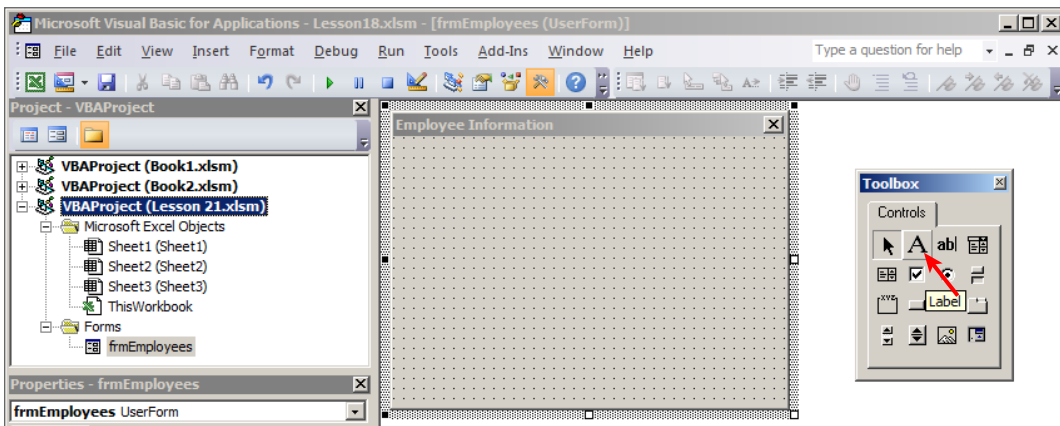 Microsoft Visual Basic for Applications - Lesson18.xlsm - [frmEmployees (UserForm)]
File Edit View Insert Format Debug Run Tools Add-Ins Window Help Type a question for help
Project - VBAProject
Employee Information
VBAProject (Book1.xlsm)
VBAProject (Book2.xlsm)
VBAProject (Lesson 21.xlsm)
Microsoft Excel Objects
Sheet1 (Sheet1)
Sheet2 (Sheet2)
Sheet3 (Sheet3)
ThisWorkbook
Forms
frmEmployees
Properties - frmEmployees
frmEmployees UserForm
Toolbox
Controls
A ab|
XYZ
Label